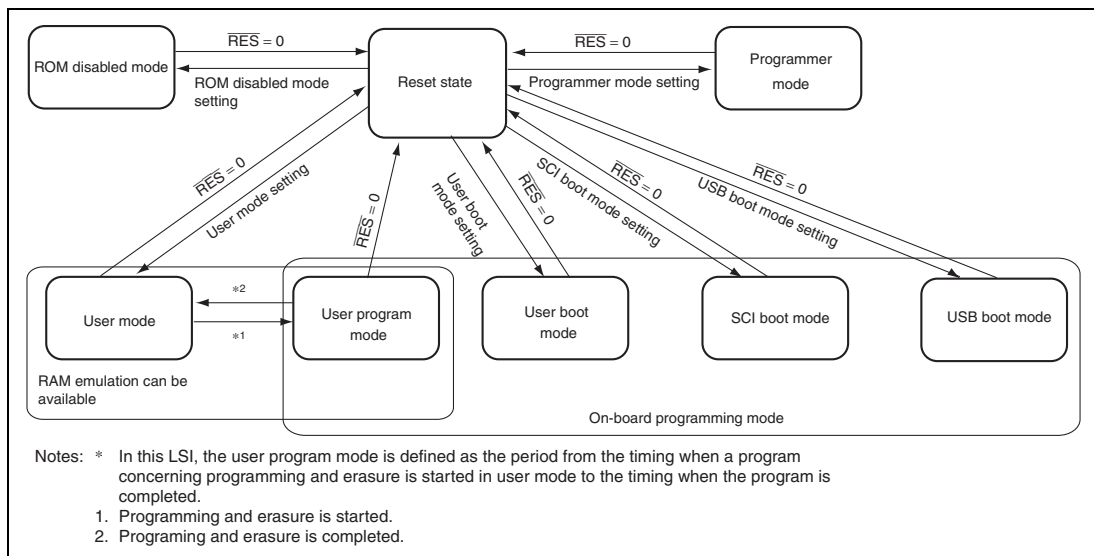 ROM disabled mode
RES = 0
ROM disabled mode
setting
Reset state
RES = 0
Programmer mode setting
Programmer
mode
RES = 0
User mode setting
RES = 0
User boot
mode setting
RES = 0
RES = 0
SCI boot mode setting
RES = 0
USB boot mode setting
User mode
*2
*1
User program
mode
User boot
mode
SCI boot mode
USB boot mode
RAM emulation can be
available
On-board programming mode
Notes: * In this LSI, the user program mode is defined as the period from the timing when a program
concerning programming and erasure is started in user mode to the timing when the program is
completed.
1. Programming and erasure is started.
2. Programing and erasure is completed.